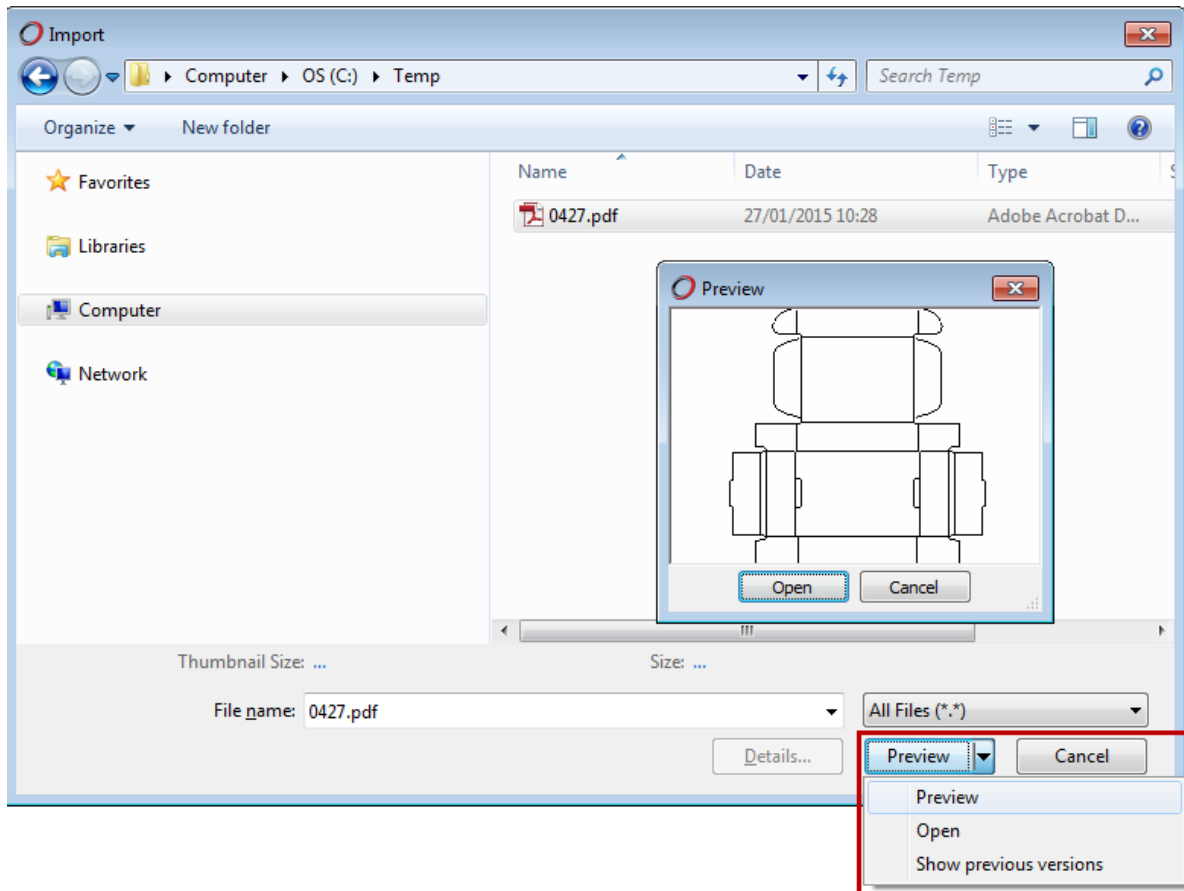 Import
Computer OS (C:) Temp Search Temp
Organize New folder
Name Date Type
Favorites
0427.pdf 27/01/2015 10:28 Adobe Acrobat D...
Libraries
Preview
Computer
Network
Open Cancel
Thumbnail Size: ... Size: ...
File name: 0427.pdf All Files (*.*)
Details... Preview Cancel
Preview
Open
Show previous versions